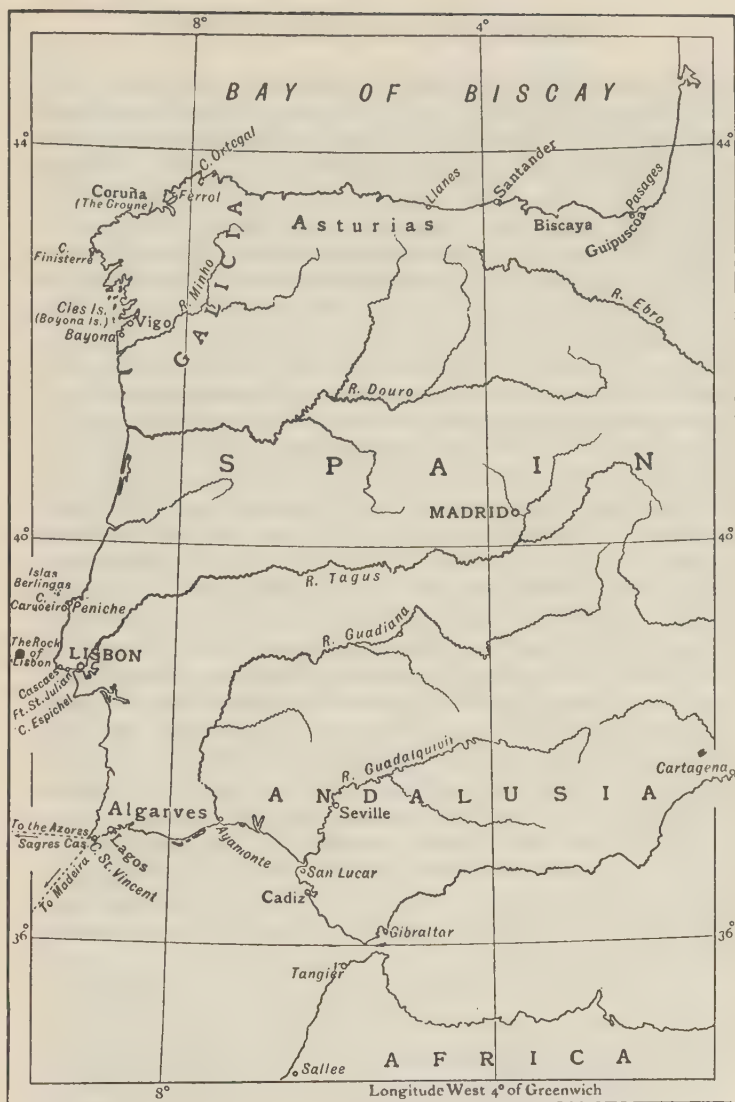 8°
4°
BAY OF BISCAY
44°
44°
C. Ortegal
Coruña
(The Groyne)
Ferrol
Llanes
Santander
Pasages
Asturias
Biscaya
Guipuscoa
C.
Finisterre
R. Minho
GALICIA
Cies Is.
(Bayona Is.)
Vigo
Bayona
R. Ebro
R. Douro
SPAIN
MADRID
40°
40°
Islas
Berlingas
C.
Carvoeiro
Peniche
R. Tagus
The Rock
of
Lisbon
LISBON
Cascaes
Ft. St. Julian
C. Espichel
R. Guadiana
R. Guadalquivir
Cartagena
ANDALUSIA
Seville
Algarves
To the Azores
Sagres Cas.
Lagos
C. St. Vincent
To Madeira
Ayamonte
San Lucar
Cadiz
36°
36°
Gibraltar
Tangier
Sallee
AFRICA
8°
Longitude West 4° of Greenwich